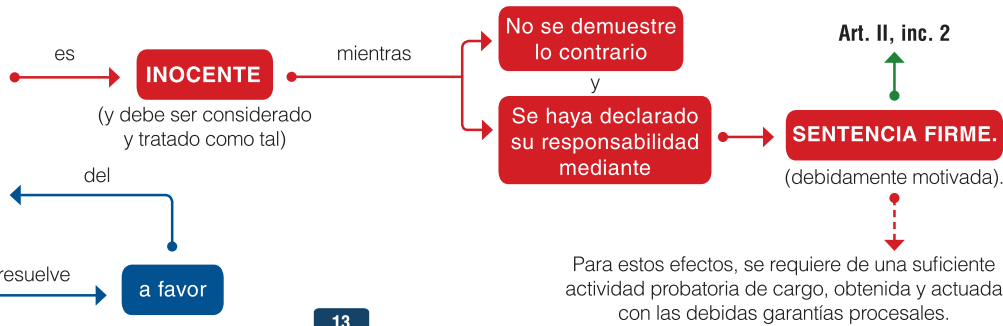 es
INOCENTE
(y debe ser considerado
y tratado como tal)
mientras
No se demuestre
lo contrario
y
Se haya declarado
su responsabilidad
mediante
Art. II, inc. 2
SENTENCIA FIRME.
(debidamente motivada).
Para estos efectos, se requiere de una suficiente
actividad probatoria de cargo, obtenida y actuada
con las debidas garantías procesales.
del
resuelve
a favor
13